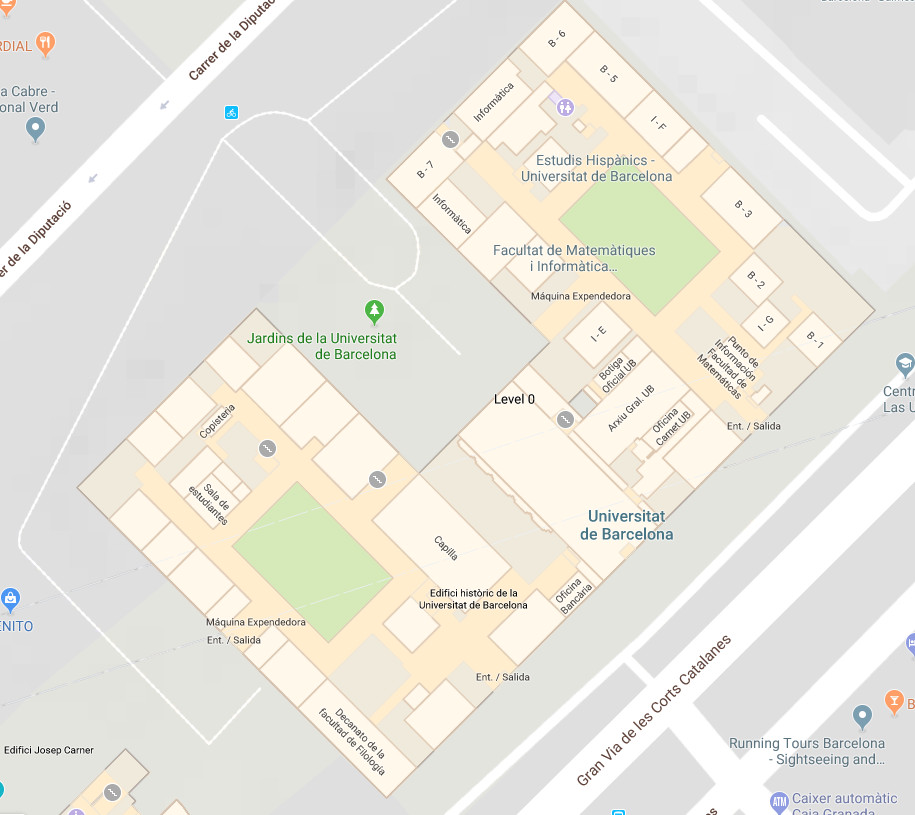 Carrer de la Diputació
B - 6
RDIAL
B - 5
a Cabre -
onal Verd
Informàtica
I - F
Estudis Hispànics -
Universitat de Barcelona
B - 7
Informàtica
B - 3
er de la Diputació
Facultat de Matemàtiques
i Informàtica...
B - 2
Máquina Expendedora
Jardins de la Universitat
de Barcelona
I - E
I - G
B - 1
Punto de
Información
Facultad de
Matemáticas
Botiga
Oficial UB
Centr
Las U
Level 0
Arxiu Gral. UB
Oficina
Carnet UB
Ent. / Salida
Copisteria
Sala de
estudiantes
Universitat
de Barcelona
Capilla
Edifici històric de la
Universitat de Barcelona
Oficina
Bancària
ENITO
Máquina Expendedora
Ent. / Salida
Ent. / Salida
Gran Via de les Corts Catalanes
Decanato de la
facultad de Filología
Edifici Josep Carner
B
Running Tours Barcelona
- Sightseeing and...
ATM
Caixer automàtic
Caja Granada